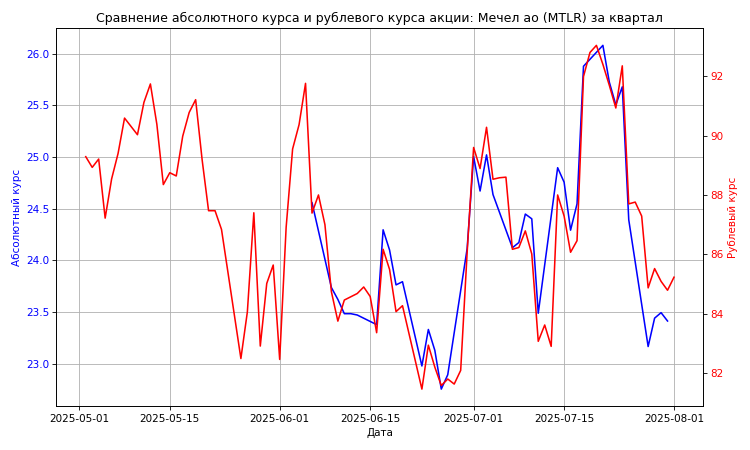 Сравнение абсолютного курса и рублевого курса акции: Мечел ао (MTLR) за квартал
26.0
25.5
25.0
24.5
24.0
23.5
23.0
Абсолютный курс
92
90
88
86
84
82
Рублевый курс
2025-05-01 2025-05-15 2025-06-01 2025-06-15 2025-07-01 2025-07-15 2025-08-01
Дата